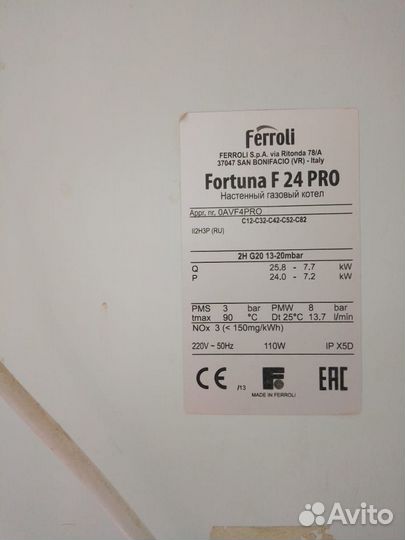 Ferroli
FERROLI S.p.A. via Ritonda 78/A
37047 SAN BONIFACIO (VR) - Italy
Fortuna F 24 PRO
Настенный газовый котел
Appr. nr. 0AVF4PRO
C12-C32-C42-C52-C82
II2H3P (RU)
2H G20 13-20mbar
Q 25.8 - 7.7 kW
P 24.0 - 7.2 kW
PMS 3 bar PMW 8 bar
tmax 90 °C Dt 25°C 13.7 l/min
NOx 3 (< 150mg/kWh)
220V ~ 50Hz 110W IP X5D
CE /13 EAC
MADE IN FERROLI
Avito